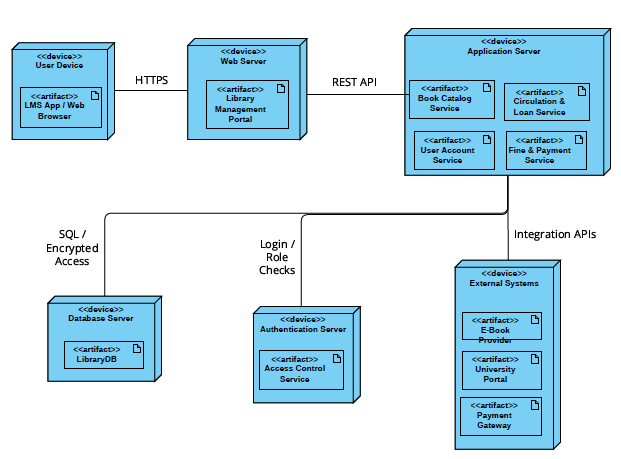 <<device>>
User Device
<<artifact>>
LMS App / Web
Browser
HTTPS
<<device>>
Web Server
<<artifact>>
Library
Management
Portal
REST API
<<device>>
Application Server
<<artifact>>
Book Catalog
Service
<<artifact>>
Circulation &
Loan Service
<<artifact>>
User Account
Service
<<artifact>>
Fine & Payment
Service
SQL /
Encrypted
Access
Login /
Role
Checks
Integration APIs
<<device>>
Database Server
<<artifact>>
LibraryDB
<<device>>
Authentication Server
<<artifact>>
Access Control
Service
<<device>>
External Systems
<<artifact>>
E-Book
Provider
<<artifact>>
University
Portal
<<artifact>>
Payment
Gateway